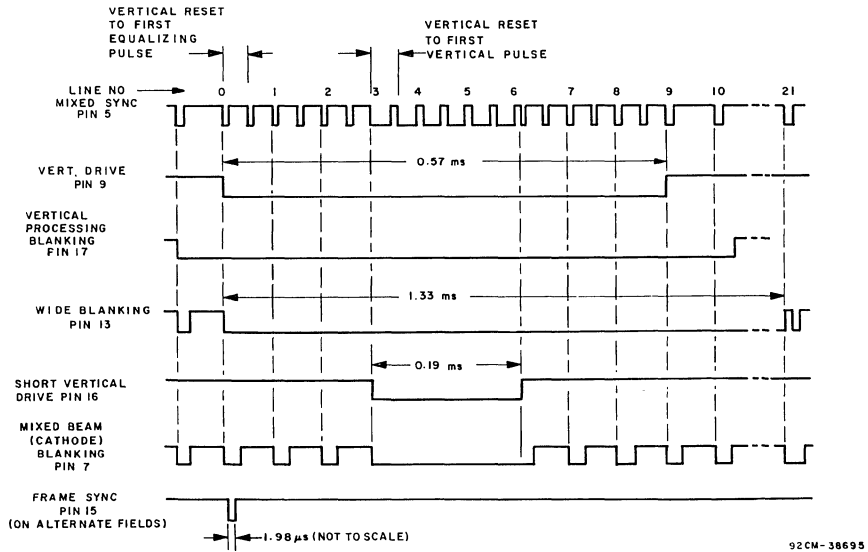 VERTICAL RESET
TO FIRST
EQUALIZING
PULSE
VERTICAL RESET
TO FIRST
VERTICAL PULSE
LINE NO
0 1 2 3 4 5 6 7 8 9 10 21
MIXED SYNC
PIN 5
0.57 ms
VERT. DRIVE
PIN 9
VERTICAL
PROCESSING
BLANKING
PIN 17
1.33 ms
WIDE BLANKING
PIN 13
0.19 ms
SHORT VERTICAL
DRIVE PIN 16
MIXED BEAM
(CATHODE)
BLANKING
PIN 7
FRAME SYNC
PIN 15
(ON ALTERNATE FIELDS)
1.98 μs (NOT TO SCALE)
92CM-38695